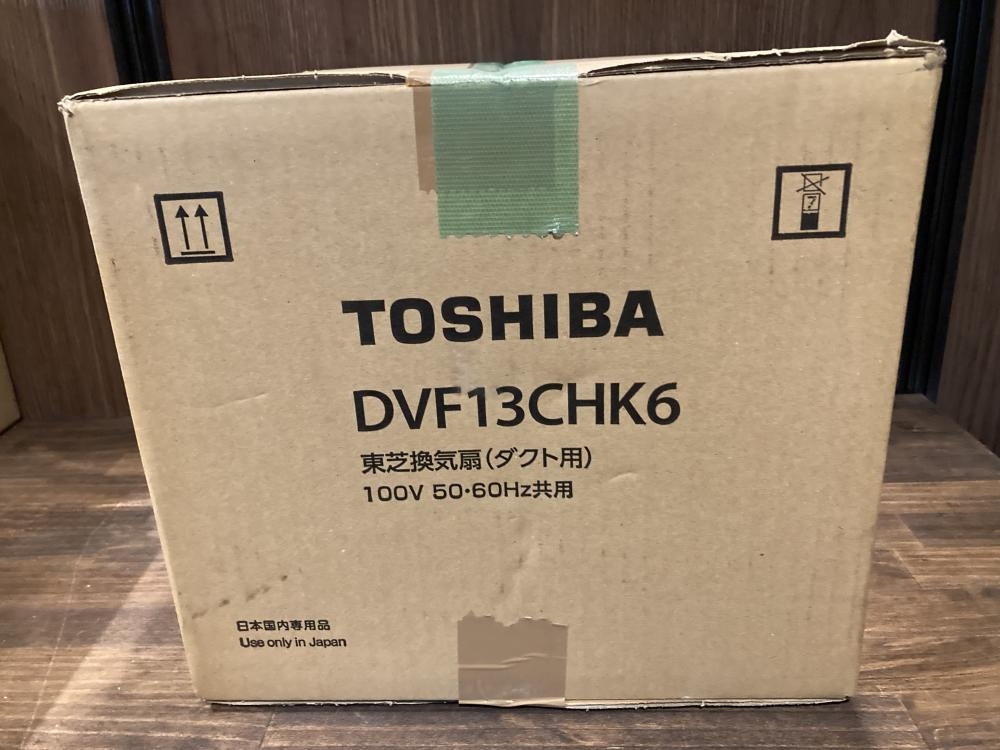 TOSHIBA
DVF13CHK6
東芝換気扇(ダクト用)
100V 50・60Hz共用
日本国内専用品
Use only in Japan
7